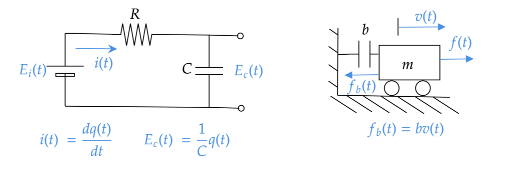 R
E_i(t)
i(t)
C
E_c(t)
i(t) = dq(t)/dt
E_c(t) = 1/C q(t)
v(t)
b
f(t)
m
f_b(t)
f_b(t) = bv(t)